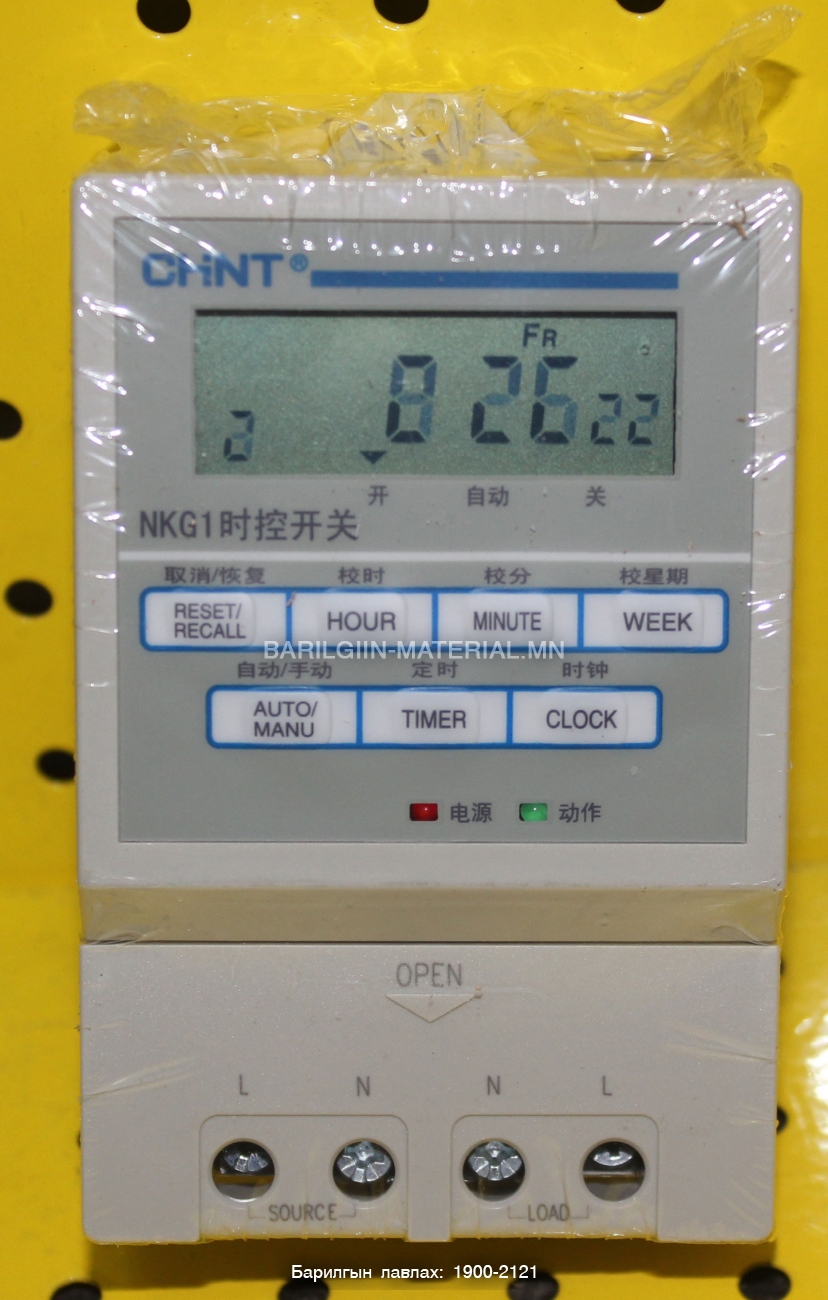 CHiNT®
FR
8 26 22
开 自动 关
NKG1时控开关
取消/恢复 校时 校分 校星期
RESET/
RECALL
HOUR MINUTE WEEK
BARILGIIN-MATERIAL.MN
自动/手动 定时 时钟
AUTO/
MANU
TIMER CLOCK
电源 动作
OPEN
L N N L
SOURCE LOAD
Барилгын лавлах: 1900-2121